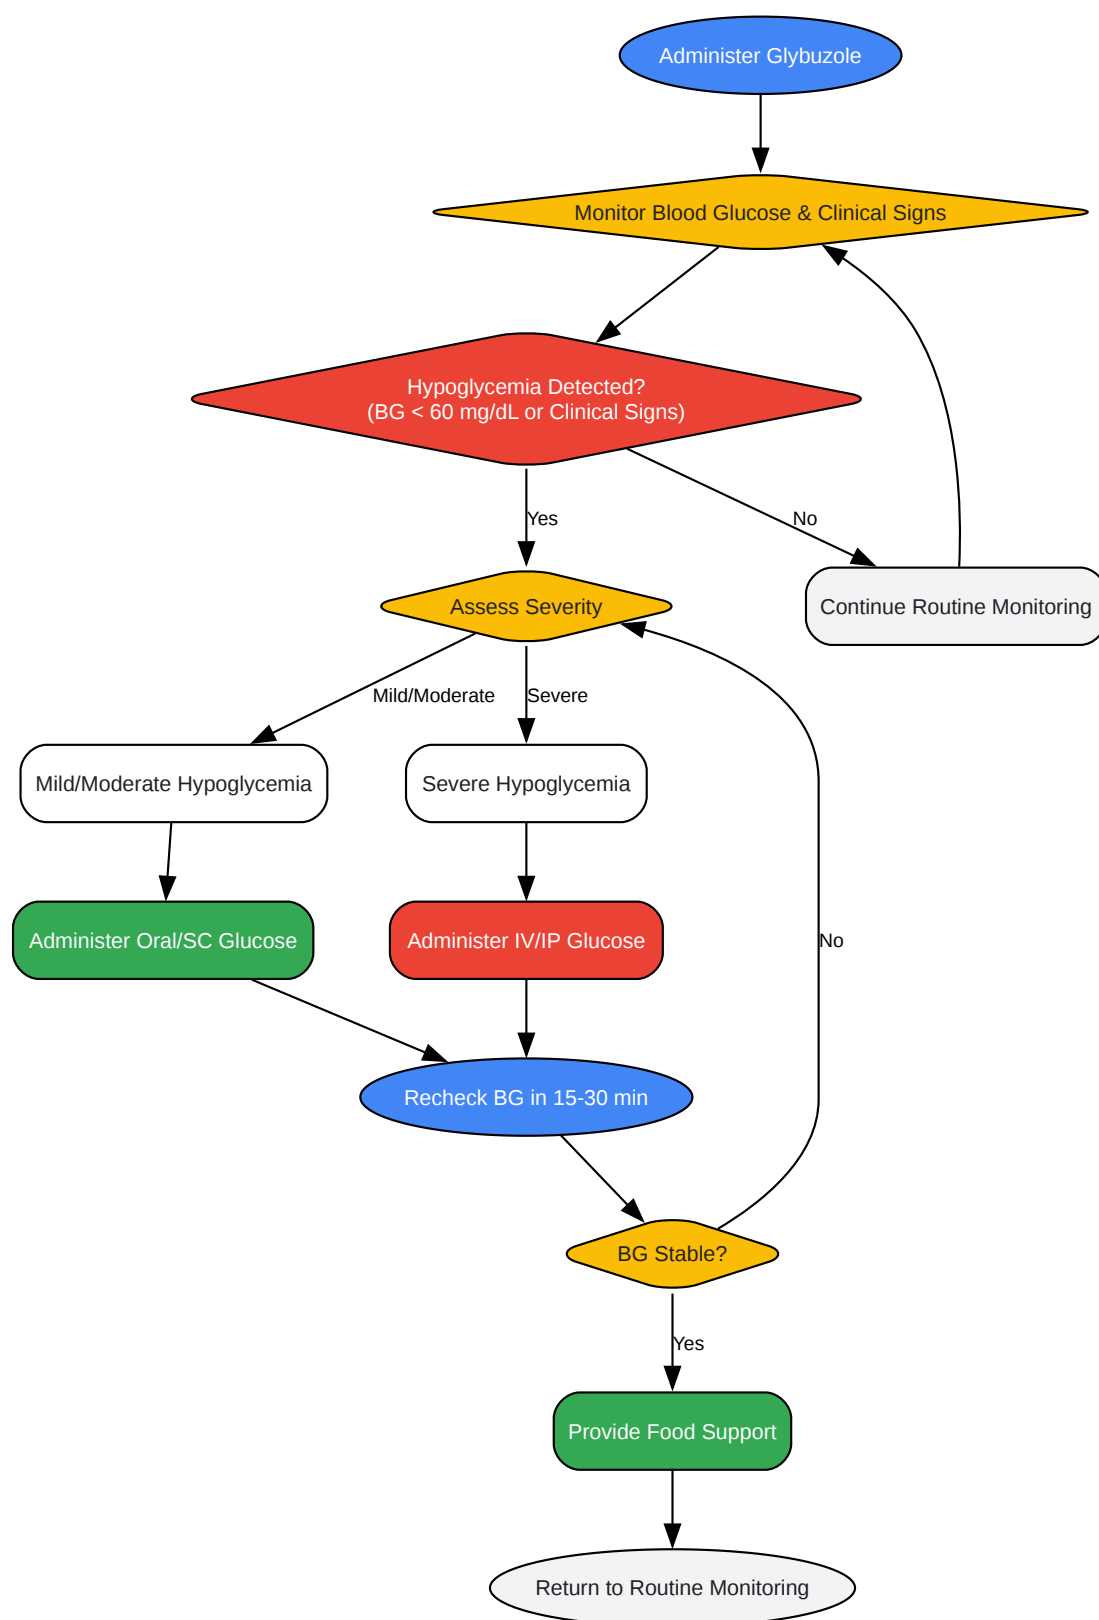 Administer Glybuzole
Monitor Blood Glucose & Clinical Signs
Hypoglycemia Detected?
(BG < 60 mg/dL or Clinical Signs)
Yes
No
Assess Severity
Continue Routine Monitoring
Mild/Moderate
Severe
Mild/Moderate Hypoglycemia
Severe Hypoglycemia
Administer Oral/SC Glucose
Administer IV/IP Glucose
No
Recheck BG in 15-30 min
BG Stable?
Yes
Provide Food Support
Return to Routine Monitoring